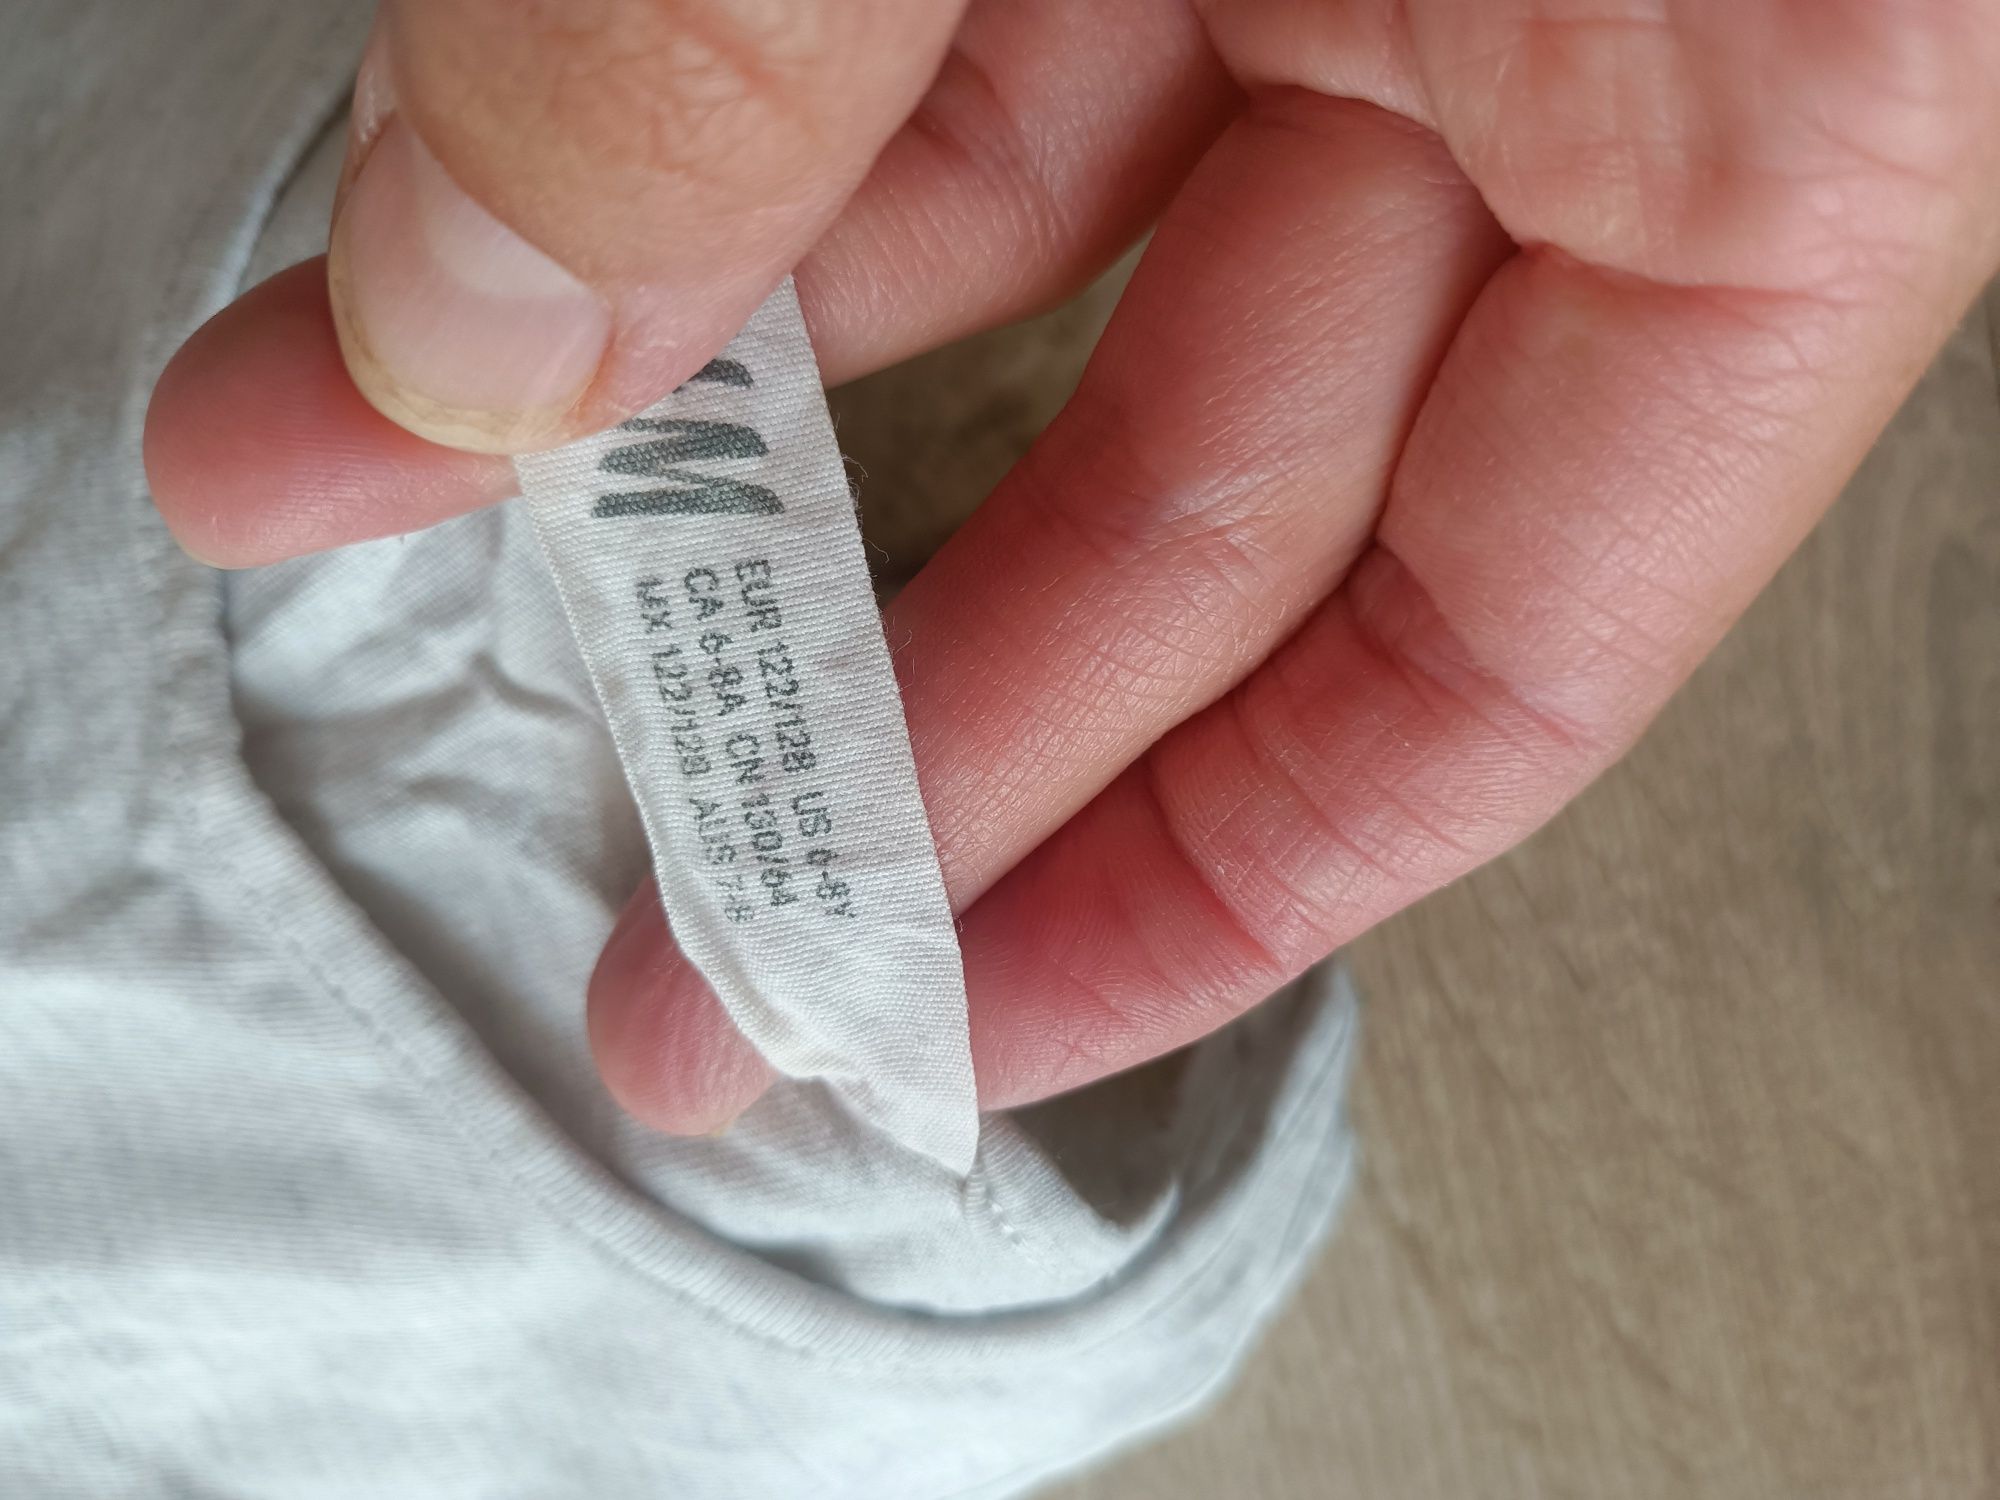 M
EUR 122/128 US 6-8Y
CA 6-8A CN 130/64
MX 122/128 AUS 7-8